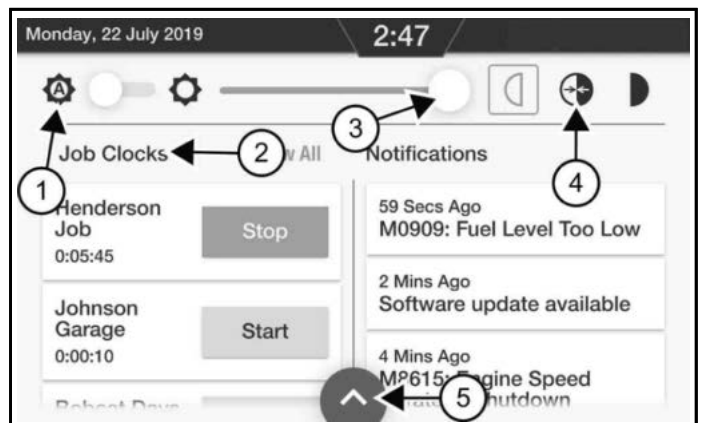 Monday, 22 July 2019
2:47
A
3
1
Job Clocks
2
All
Notifications
4
Henderson
Job
0:05:45
Stop
59 Secs Ago
M0909: Fuel Level Too Low
Johnson
Garage
0:00:10
Start
2 Mins Ago
Software update available
4 Mins Ago
M8615: Engine Speed
Shutdown
5